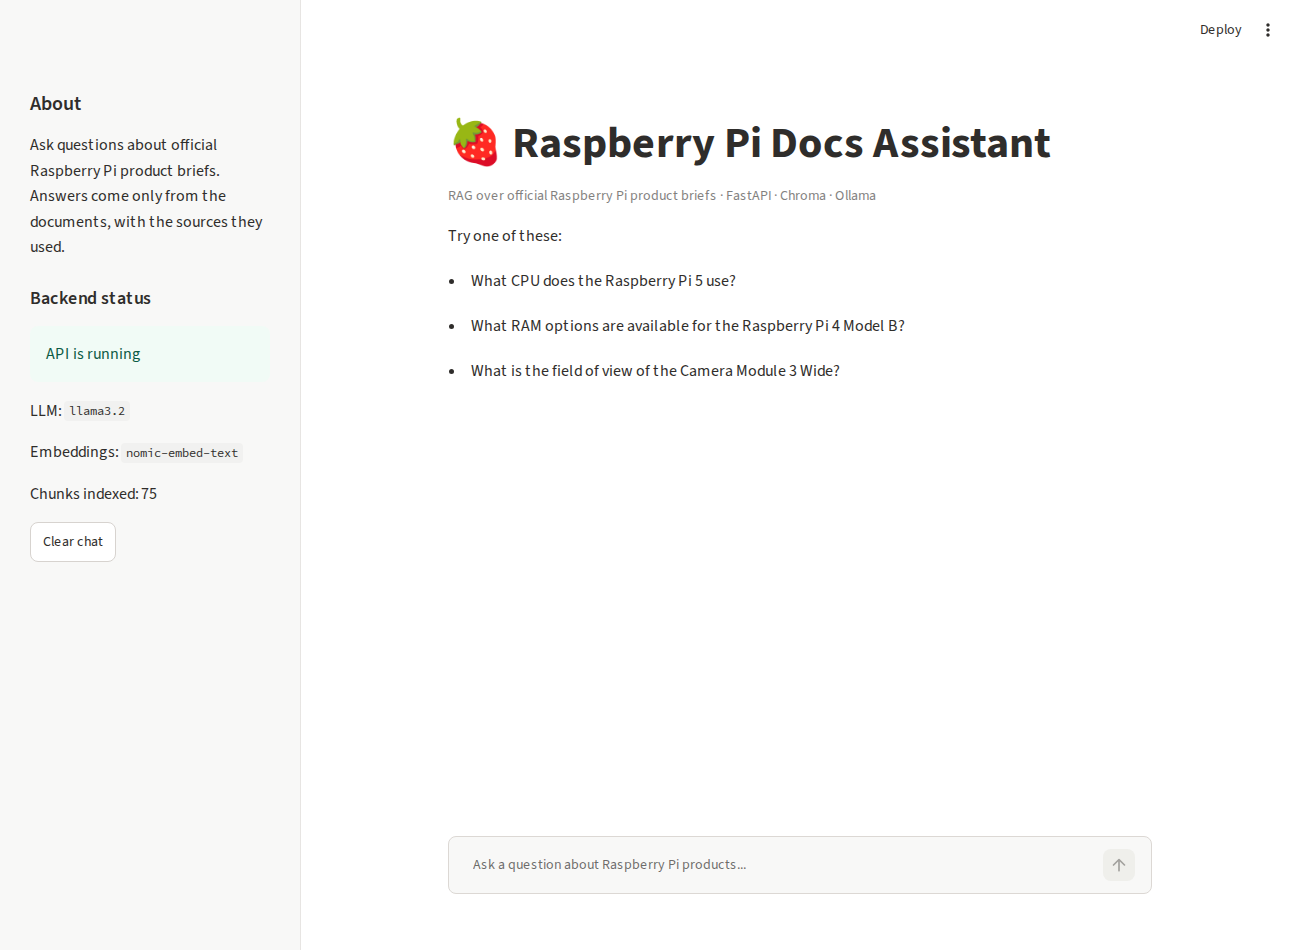 Deploy
About
Ask questions about official
Raspberry Pi product briefs.
Answers come only from the
documents, with the sources they
used.
Backend status
API is running
LLM: llama3.2
Embeddings: nomic-embed-text
Chunks indexed: 75
Clear chat
Raspberry Pi Docs Assistant
RAG over official Raspberry Pi product briefs · FastAPI · Chroma · Ollama
Try one of these:
• What CPU does the Raspberry Pi 5 use?
• What RAM options are available for the Raspberry Pi 4 Model B?
• What is the field of view of the Camera Module 3 Wide?
Ask a question about Raspberry Pi products...